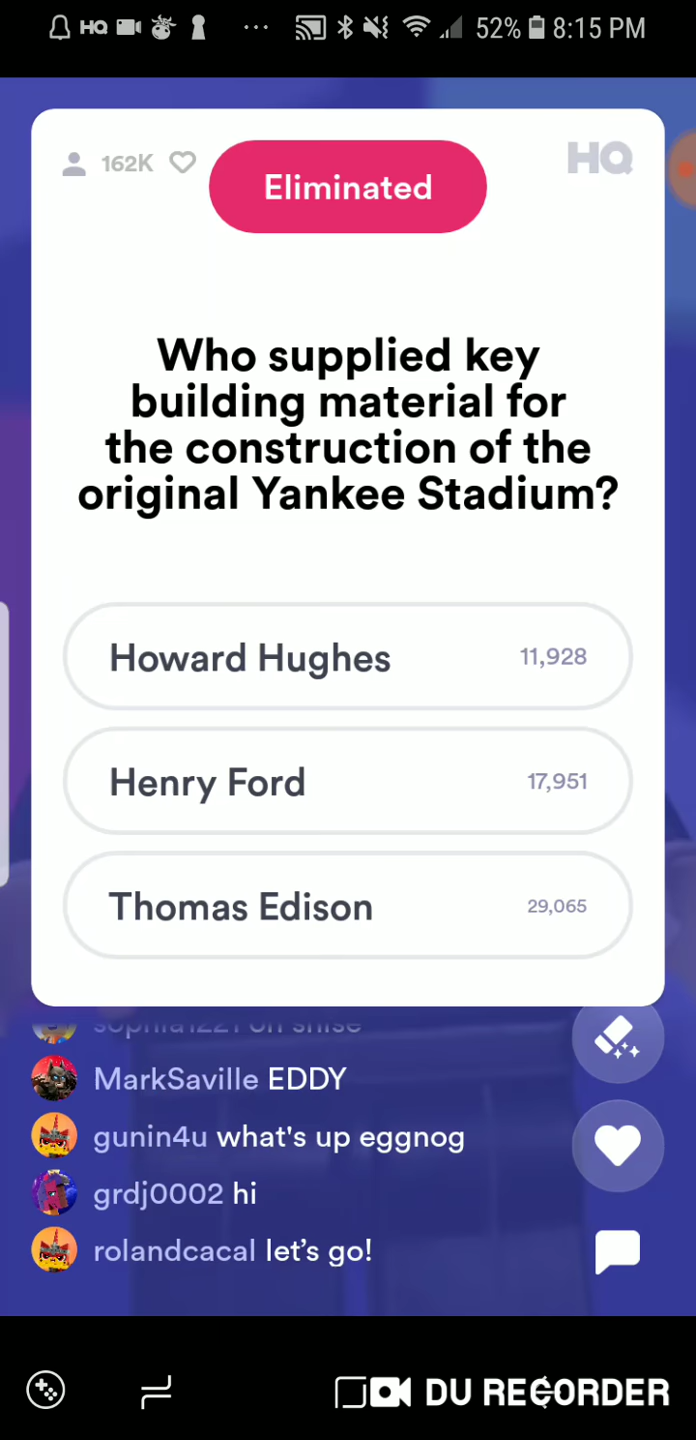 HQ ... 52% 8:15 PM
162K Eliminated HQ
Who supplied key
building material for
the construction of the
original Yankee Stadium?
Howard Hughes 11,928
Henry Ford 17,951
Thomas Edison 29,065
MarkSaville EDDY
gunin4u what's up eggnog
grdj0002 hi
rolandcacal let’s go!
DU RECORDER